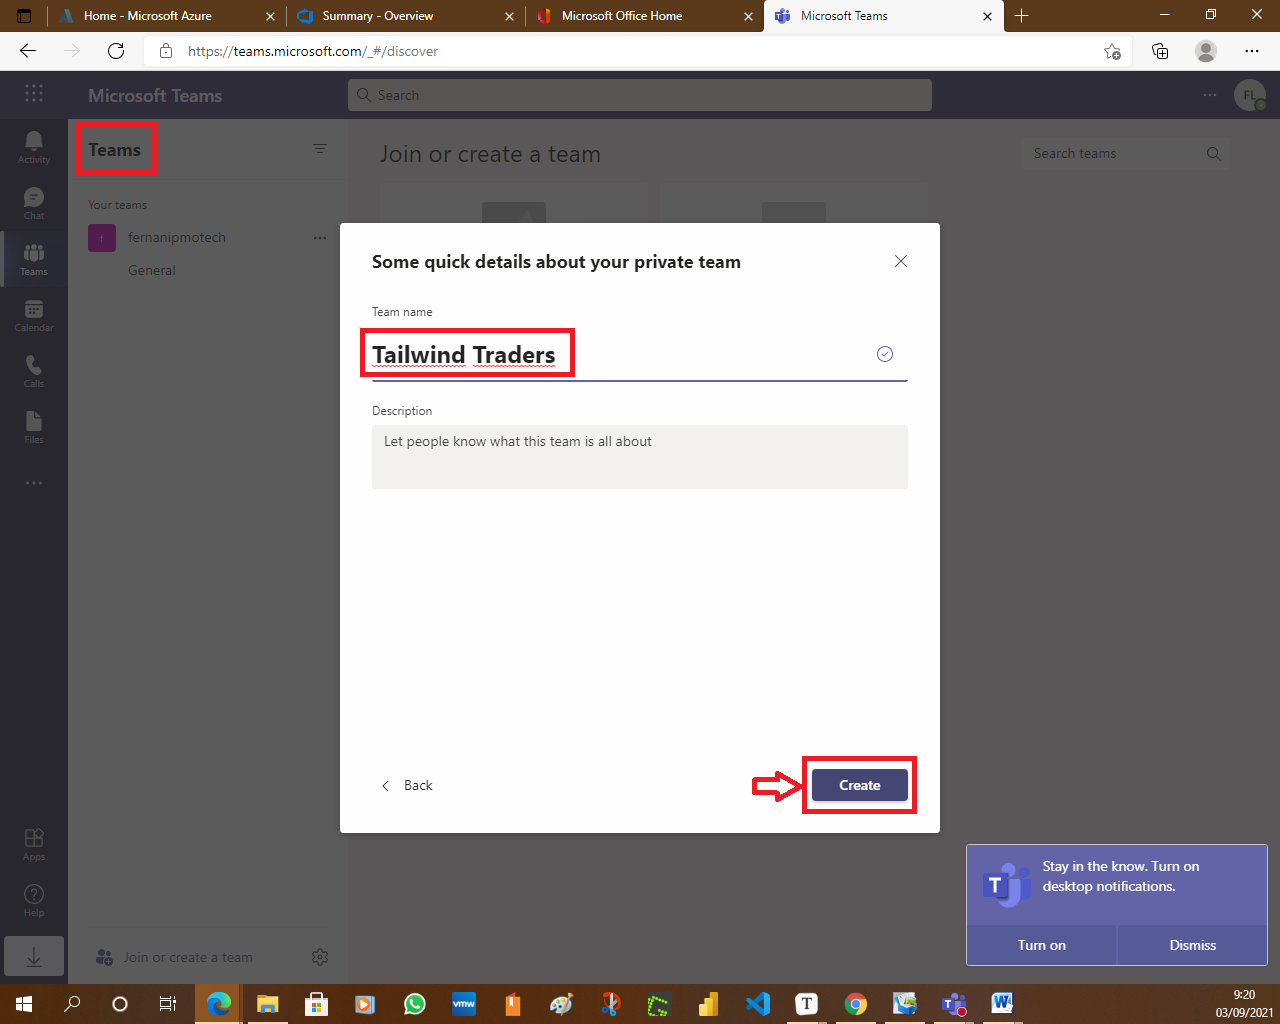 Home - Microsoft Azure
Summary - Overview
Microsoft Office Home
Microsoft Teams
https://teams.microsoft.com/_#/discover
Microsoft Teams
Search
FL
Activity
Chat
Teams
Calendar
Calls
Files
Apps
Help
Teams
Your teams
f
fernanipmotech
General
Join or create a team
Join or create a team
Search teams
Some quick details about your private team
Team name
Tailwind Traders
Description
Let people know what this team is all about
Back
Create
T
Stay in the know. Turn on
desktop notifications.
Turn on
Dismiss
vmw
T
W
9:20
03/09/2021